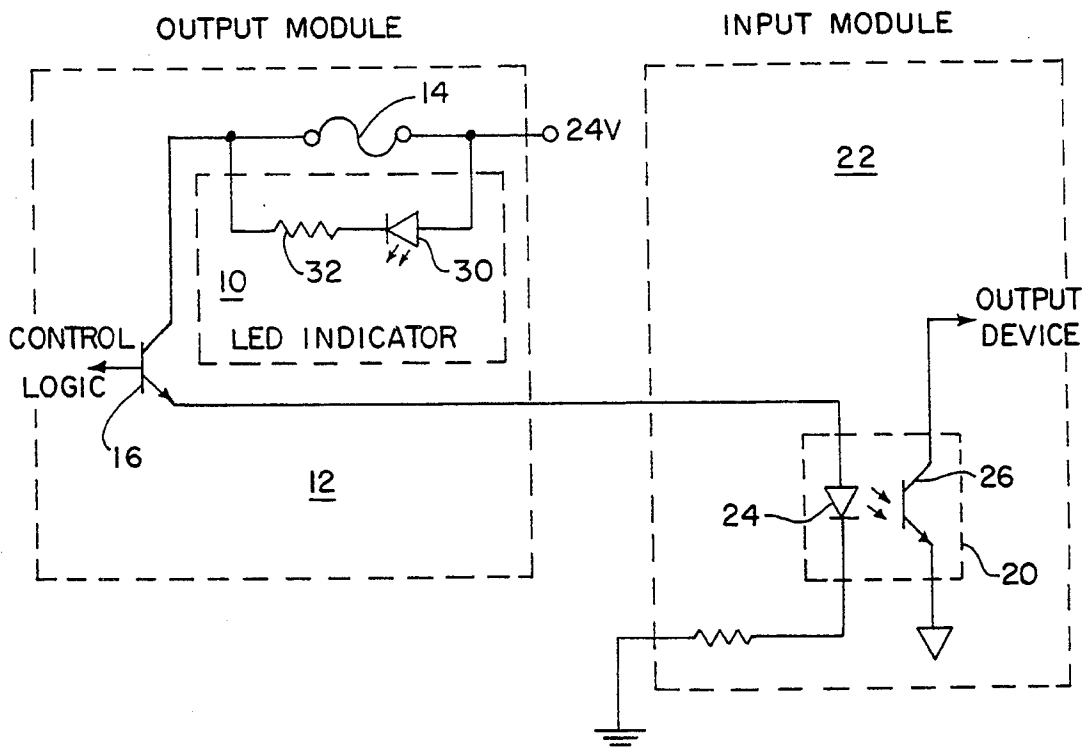 OUTPUT MODULE
INPUT MODULE
14
24V
22
32
30
10
LED INDICATOR
OUTPUT
DEVICE
CONTROL
LOGIC
16
12
24
26
20